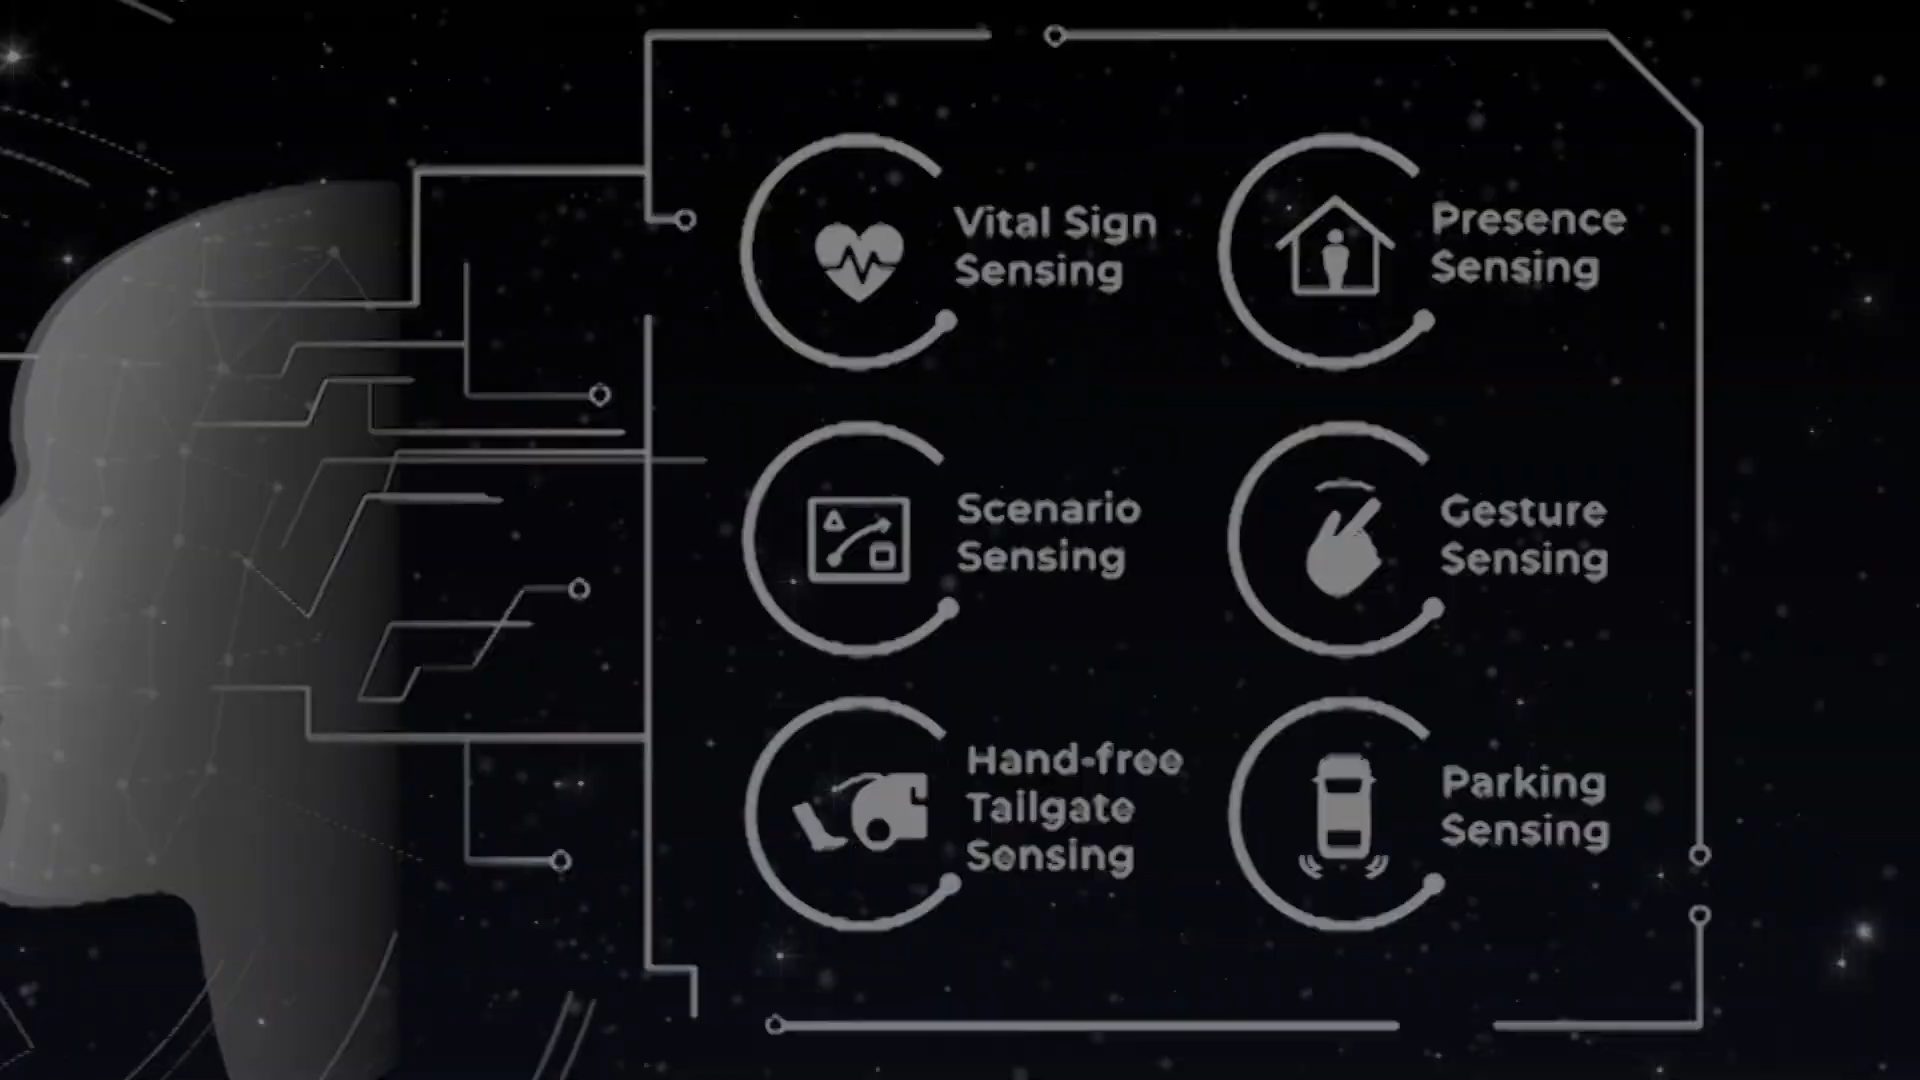 Vital Sign
Sensing
Presence
Sensing
Scenario
Sensing
Gesture
Sensing
Hand-free
Tailgate
Sensing
Parking
Sensing